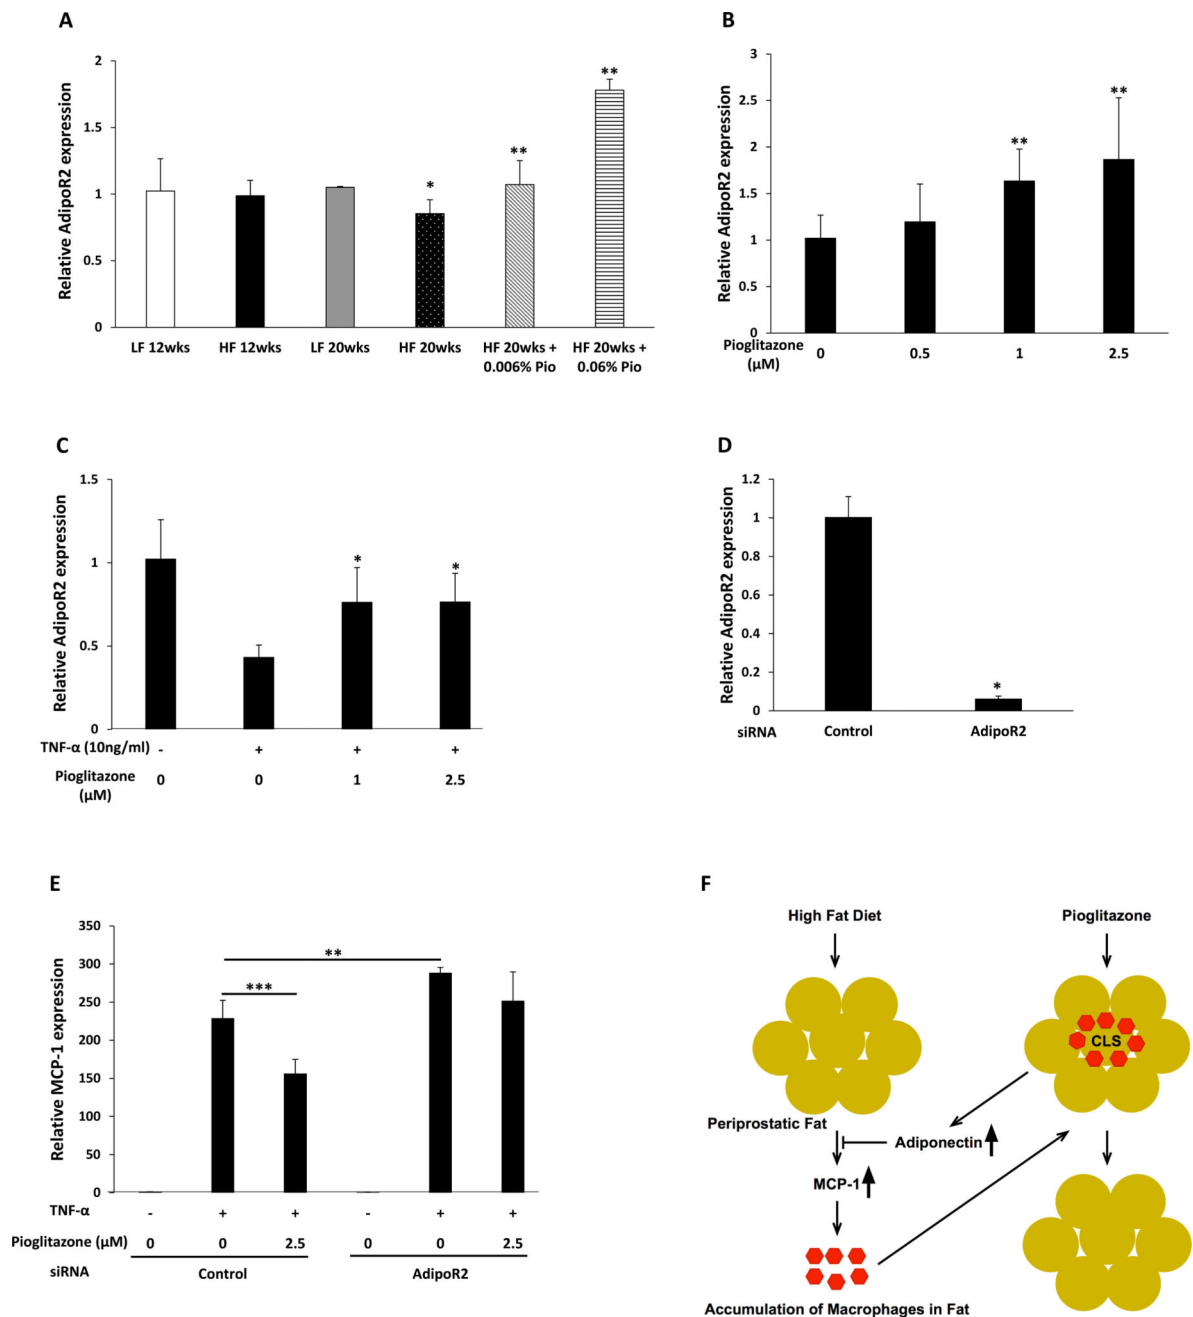 A
Relative AdipoR2 expression
2
1.5
1
0.5
0
*
**
**
LF 12wks HF 12wks LF 20wks HF 20wks HF 20wks + HF 20wks +
0.006% Pio 0.06% Pio
B
Relative AdipoR2 expression
3
2.5
2
1.5
1
0.5
0
**
**
Pioglitazone
(μM) 0 0.5 1 2.5
C
Relative AdipoR2 expression
1.5
1
0.5
0
*
*
TNF-α (10ng/ml) - + + +
Pioglitazone 0 0 1 2.5
(μM)
D
Relative AdipoR2 expression
1.2
1
0.8
0.6
0.4
0.2
0
*
siRNA Control AdipoR2
E
Relative MCP-1 expression
350
300
250
200
150
100
50
0
**
***
TNF-α - + + - + +
Pioglitazone (μM) 0 0 2.5 0 0 2.5
siRNA Control AdipoR2
F
High Fat Diet Pioglitazone
CLS
Periprostatic Fat
Adiponectin
MCP-1
Accumulation of Macrophages in Fat